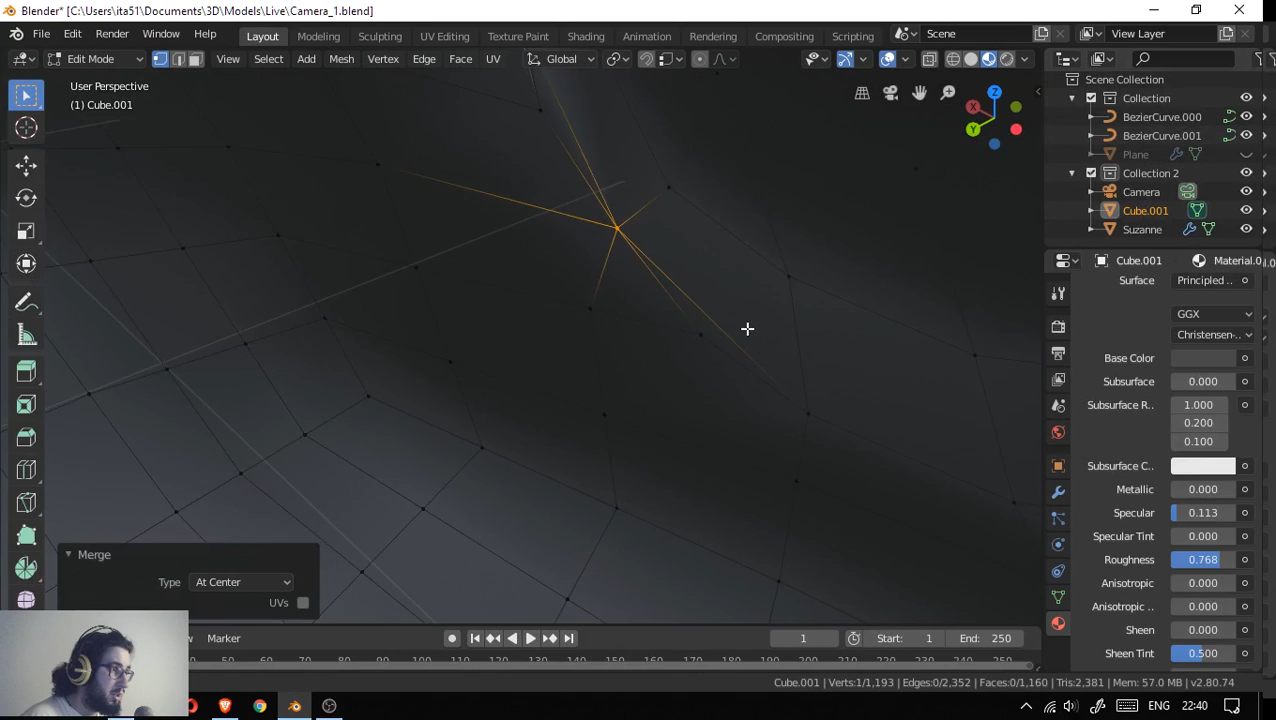 Blender* [C:\Users\ita51\Documents\3D\Models\Live\Camera_1.blend]
File Edit Render Window Help Layout Modeling Sculpting UV Editing Texture Paint Shading Animation Rendering Compositing Scripting Scene View Layer
Edit Mode View Select Add Mesh Vertex Edge Face UV Global
User Perspective
(1) Cube.001
X
Y
Z
Scene Collection
Collection
BezierCurve.000
BezierCurve.001
Plane
Collection 2
Camera
Cube.001
Suzanne
Cube.001 Material.0
Surface Principled ..
GGX
Christensen-..
Base Color
Subsurface 0.000
Subsurface R.. 1.000
0.200
0.100
Subsurface C..
Metallic 0.000
Specular 0.113
Specular Tint 0.000
Roughness 0.768
Anisotropic 0.000
Anisotropic .. 0.000
Sheen 0.000
Sheen Tint 0.500
Merge
Type At Center
UVs
Marker 1 Start: 1 End: 250
50 60 70 80 90 100 110 120 130 140 150 160 170 180 190 200 210 220 230 240 250
Cube.001 | Verts:1/1,193 | Edges:0/2,352 | Faces:0/1,160 | Tris:2,381 | Mem: 57.0 MB | v2.80.74
ENG 22:40